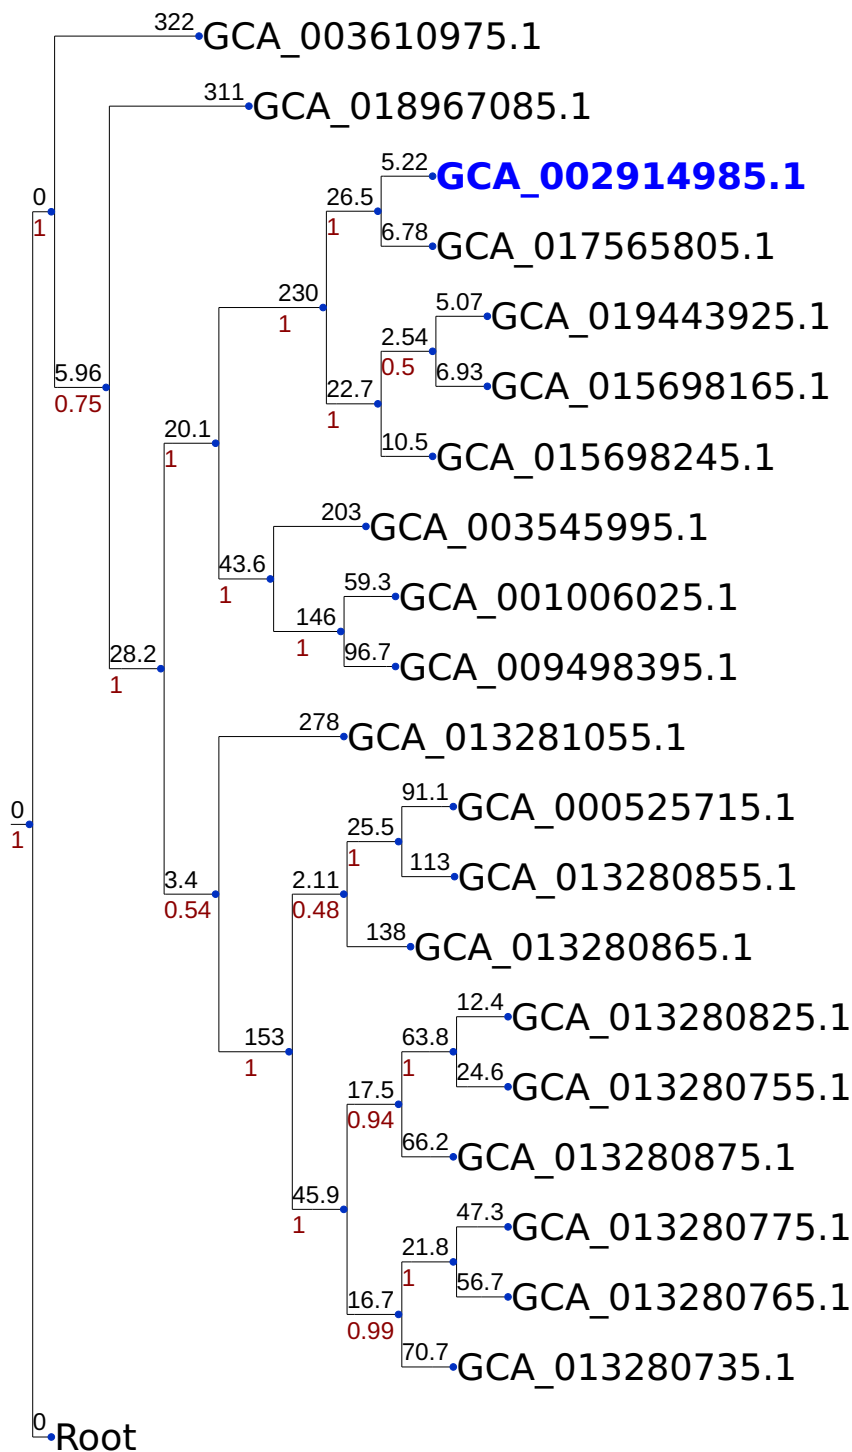 322
GCA_003610975.1
311
GCA_018967085.1
5.22
GCA_002914985.1
0
1
26.5
1
6.78
GCA_017565805.1
230
1
5.07
GCA_019443925.1
2.54
0.5
5.96
0.75
22.7
1
6.93
GCA_015698165.1
20.1
1
10.5
GCA_015698245.1
203
GCA_003545995.1
43.6
1
59.3
GCA_001006025.1
146
1
28.2
1
96.7
GCA_009498395.1
278
GCA_013281055.1
0
1
91.1
GCA_000525715.1
25.5
1
113
GCA_013280855.1
3.4
0.54
2.11
0.48
138
GCA_013280865.1
12.4
GCA_013280825.1
153
1
63.8
1
24.6
GCA_013280755.1
17.5
0.94
66.2
GCA_013280875.1
45.9
1
47.3
GCA_013280775.1
21.8
1
56.7
GCA_013280765.1
16.7
0.99
70.7
GCA_013280735.1
0
Root